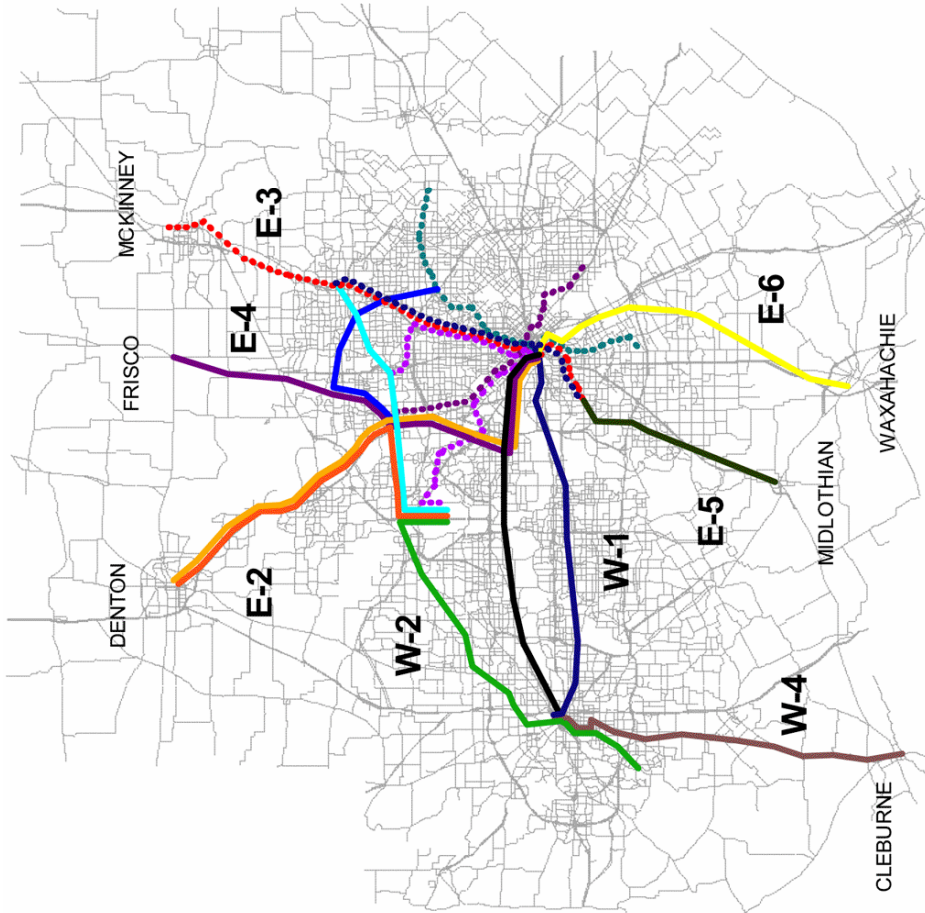 MCKINNEY
E-3
FRISCO
E-4
DENTON
E-2
W-2
W-1
E-5
E-6
WAXAHACHIE
MIDLOTHIAN
W-4
CLEBURNE